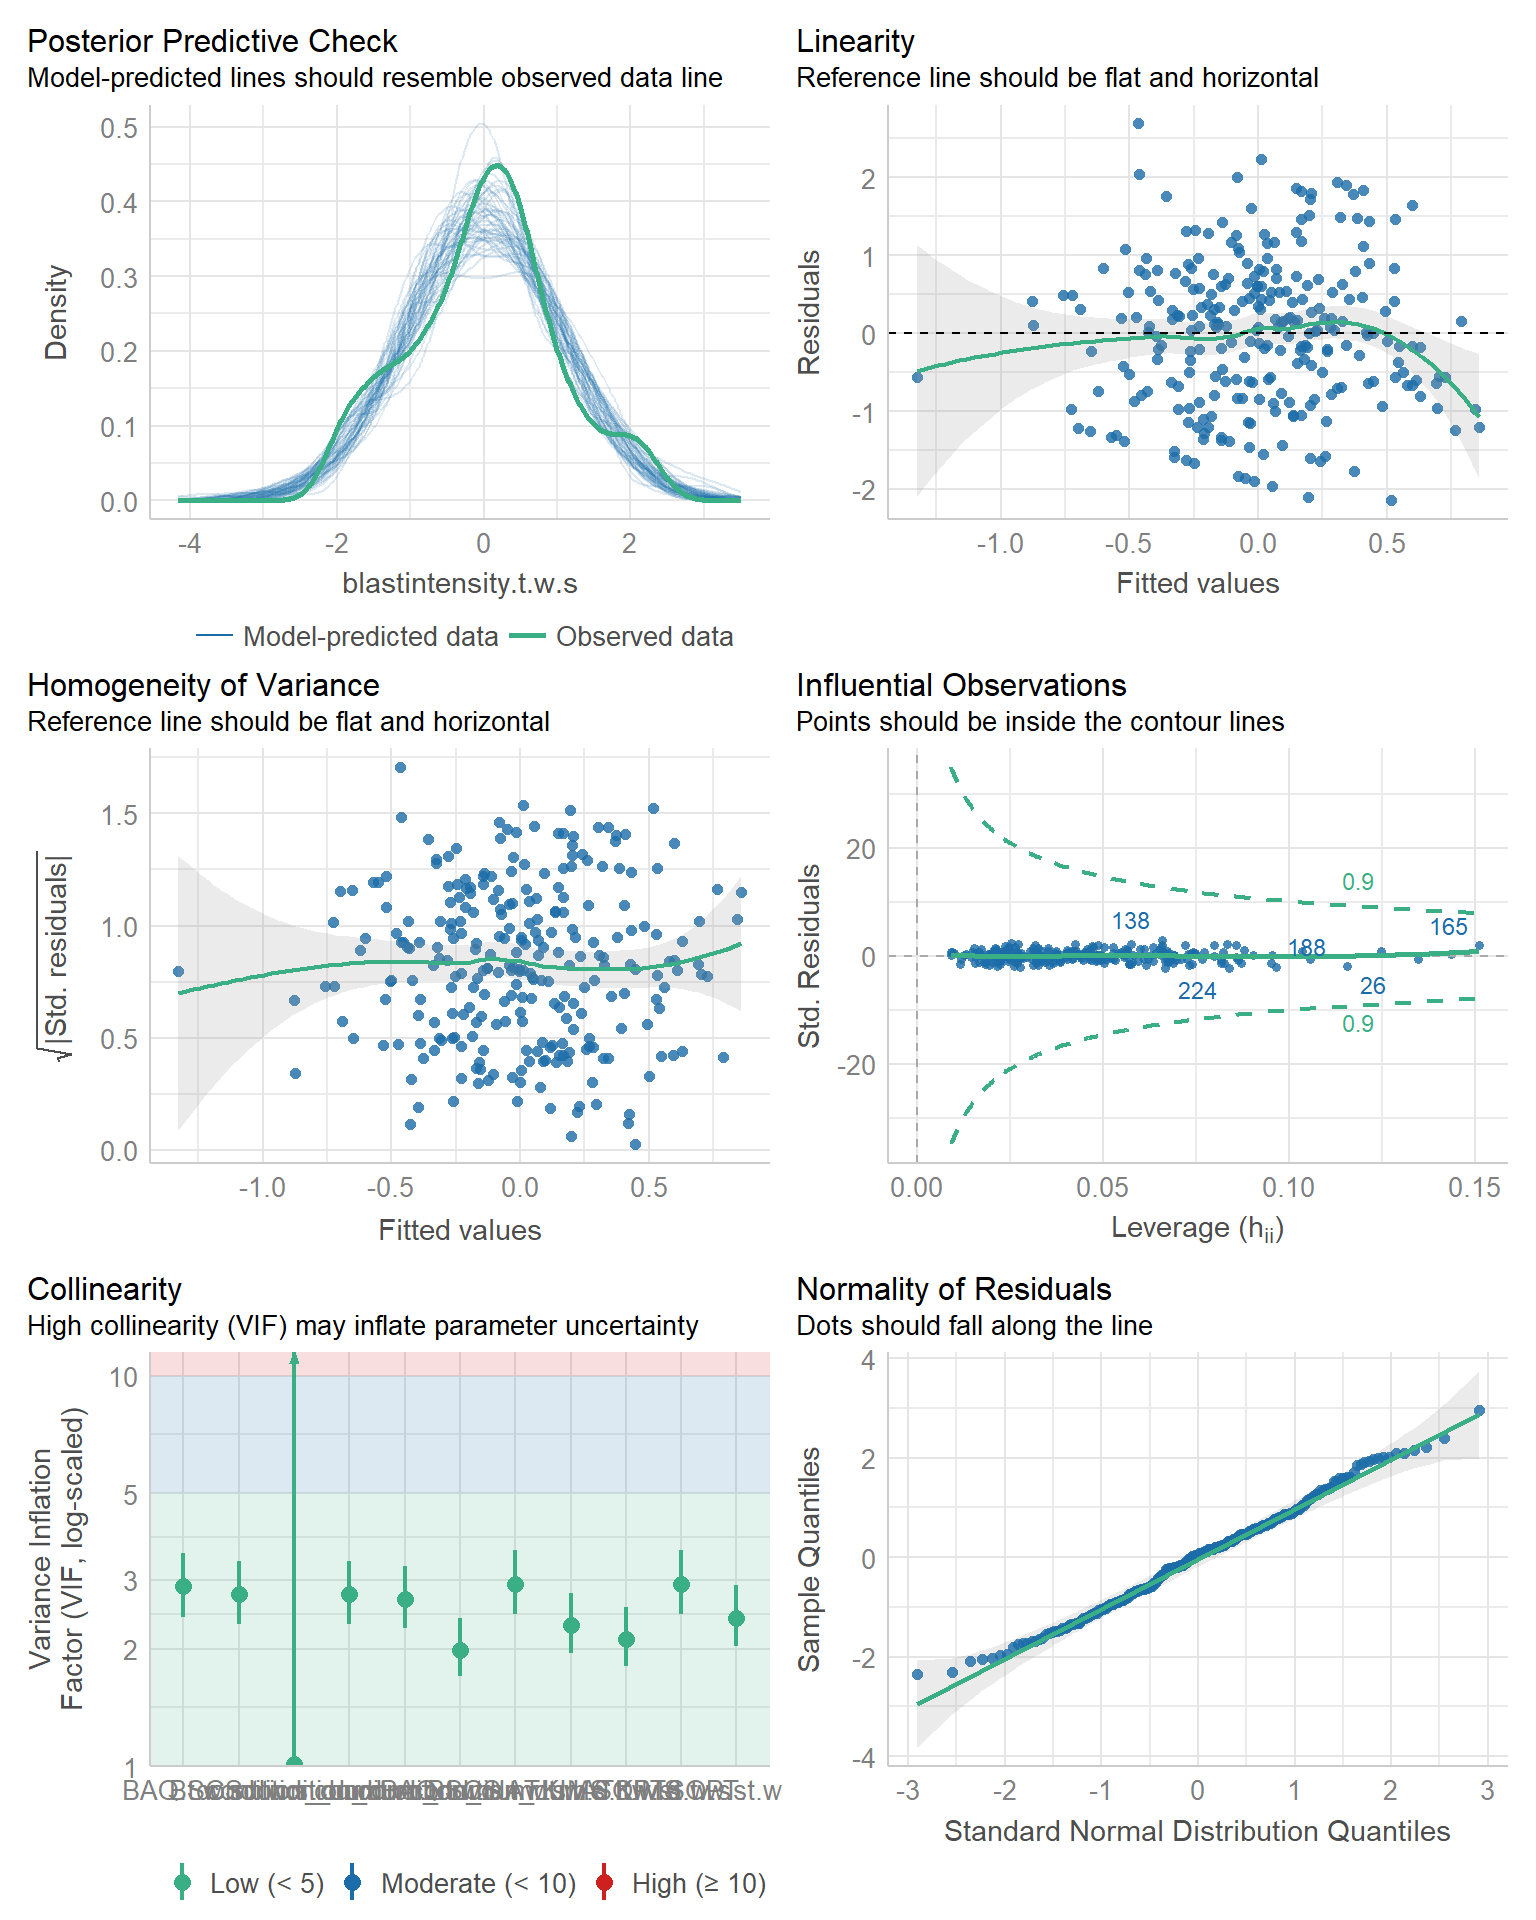 Posterior Predictive Check
Model-predicted lines should resemble observed data line
0.5
0.4
0.3
0.2
0.1
0.0
Density
-4
-2
0
2
blastintensity.t.w.s
Model-predicted data
Observed data
Linearity
Reference line should be flat and horizontal
2
1
0
-1
-2
Residuals
-1.0
-0.5
0.0
0.5
Fitted values
Homogeneity of Variance
Reference line should be flat and horizontal
1.5
1.0
0.5
0.0
√|Std. residuals|
-1.0
-0.5
0.0
0.5
Fitted values
Influential Observations
Points should be inside the contour lines
20
0
-20
Std. Residuals
0.9
138
165
188
26
224
0.9
0.00
0.05
0.10
0.15
Leverage (hii)
Collinearity
High collinearity (VIF) may inflate parameter uncertainty
10
5
3
2
1
Variance Inflation
Factor (VIF, log-scaled)
Low (< 5)
Moderate (< 10)
High (≥ 10)
Normality of Residuals
Dots should fall along the line
4
2
0
-2
-4
Sample Quantiles
-3
-2
-1
0
1
2
3
Standard Normal Distribution Quantiles